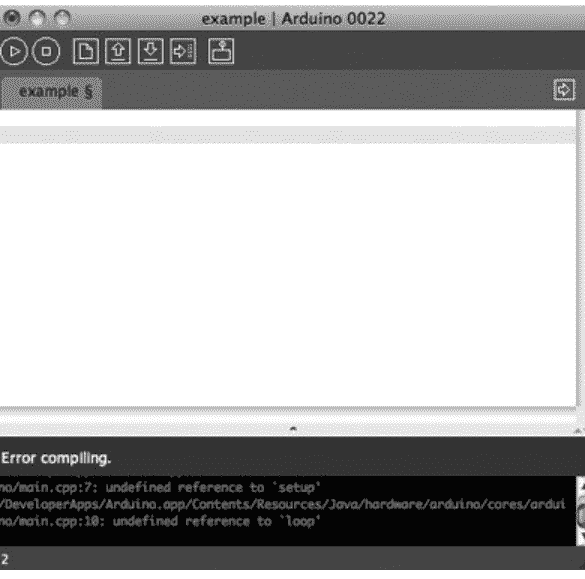 example | Arduino 0022
example §
Error compiling.
no/main.cpp:7: undefined reference to `setup'
/DeveloperApps/Arduino.app/Contents/Resources/Java/hardware/arduino/cores/ardui
no/main.cpp:10: undefined reference to `loop'
2